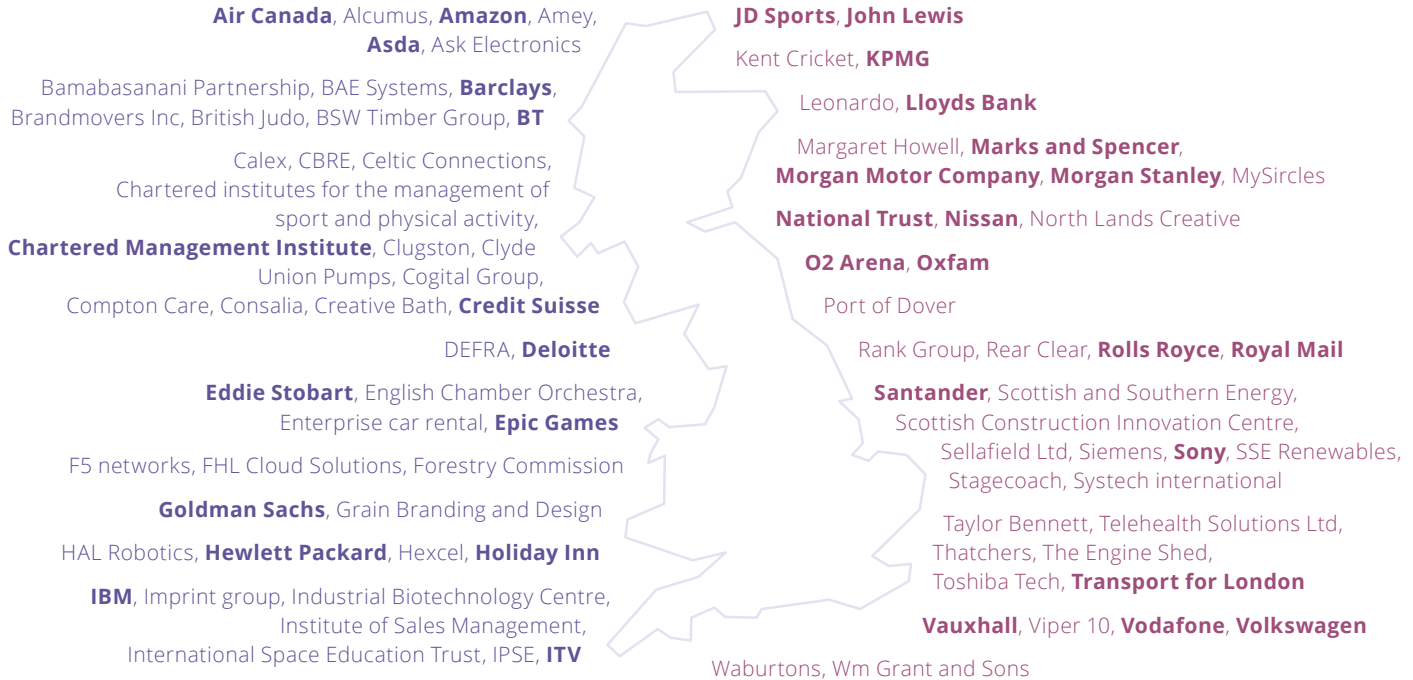 Air Canada, Alcumus, Amazon, Amey,
Asda, Ask Electronics
Bamabasanani Partnership, BAE Systems, Barclays,
Brandmovers Inc, British Judo, BSW Timber Group, BT
Calex, CBRE, Celtic Connections,
Chartered institutes for the management of
sport and physical activity,
Chartered Management Institute, Clugston, Clyde
Union Pumps, Cogital Group,
Compton Care, Consalia, Creative Bath, Credit Suisse
DEFRA, Deloitte
Eddie Stobart, English Chamber Orchestra,
Enterprise car rental, Epic Games
F5 networks, FHL Cloud Solutions, Forestry Commission
Goldman Sachs, Grain Branding and Design
HAL Robotics, Hewlett Packard, Hexcel, Holiday Inn
IBM, Imprint group, Industrial Biotechnology Centre,
Institute of Sales Management,
International Space Education Trust, IPSE, ITV
JD Sports, John Lewis
Kent Cricket, KPMG
Leonardo, Lloyds Bank
Margaret Howell, Marks and Spencer,
Morgan Motor Company, Morgan Stanley, MySircles
National Trust, Nissan, North Lands Creative
O2 Arena, Oxfam
Port of Dover
Rank Group, Rear Clear, Rolls Royce, Royal Mail
Santander, Scottish and Southern Energy,
Scottish Construction Innovation Centre,
Sellafield Ltd, Siemens, Sony, SSE Renewables,
Stagecoach, Systech international
Taylor Bennett, Telehealth Solutions Ltd,
Thatchers, The Engine Shed,
Toshiba Tech, Transport for London
Vauxhall, Viper 10, Vodafone, Volkswagen
Waburtons, Wm Grant and Sons